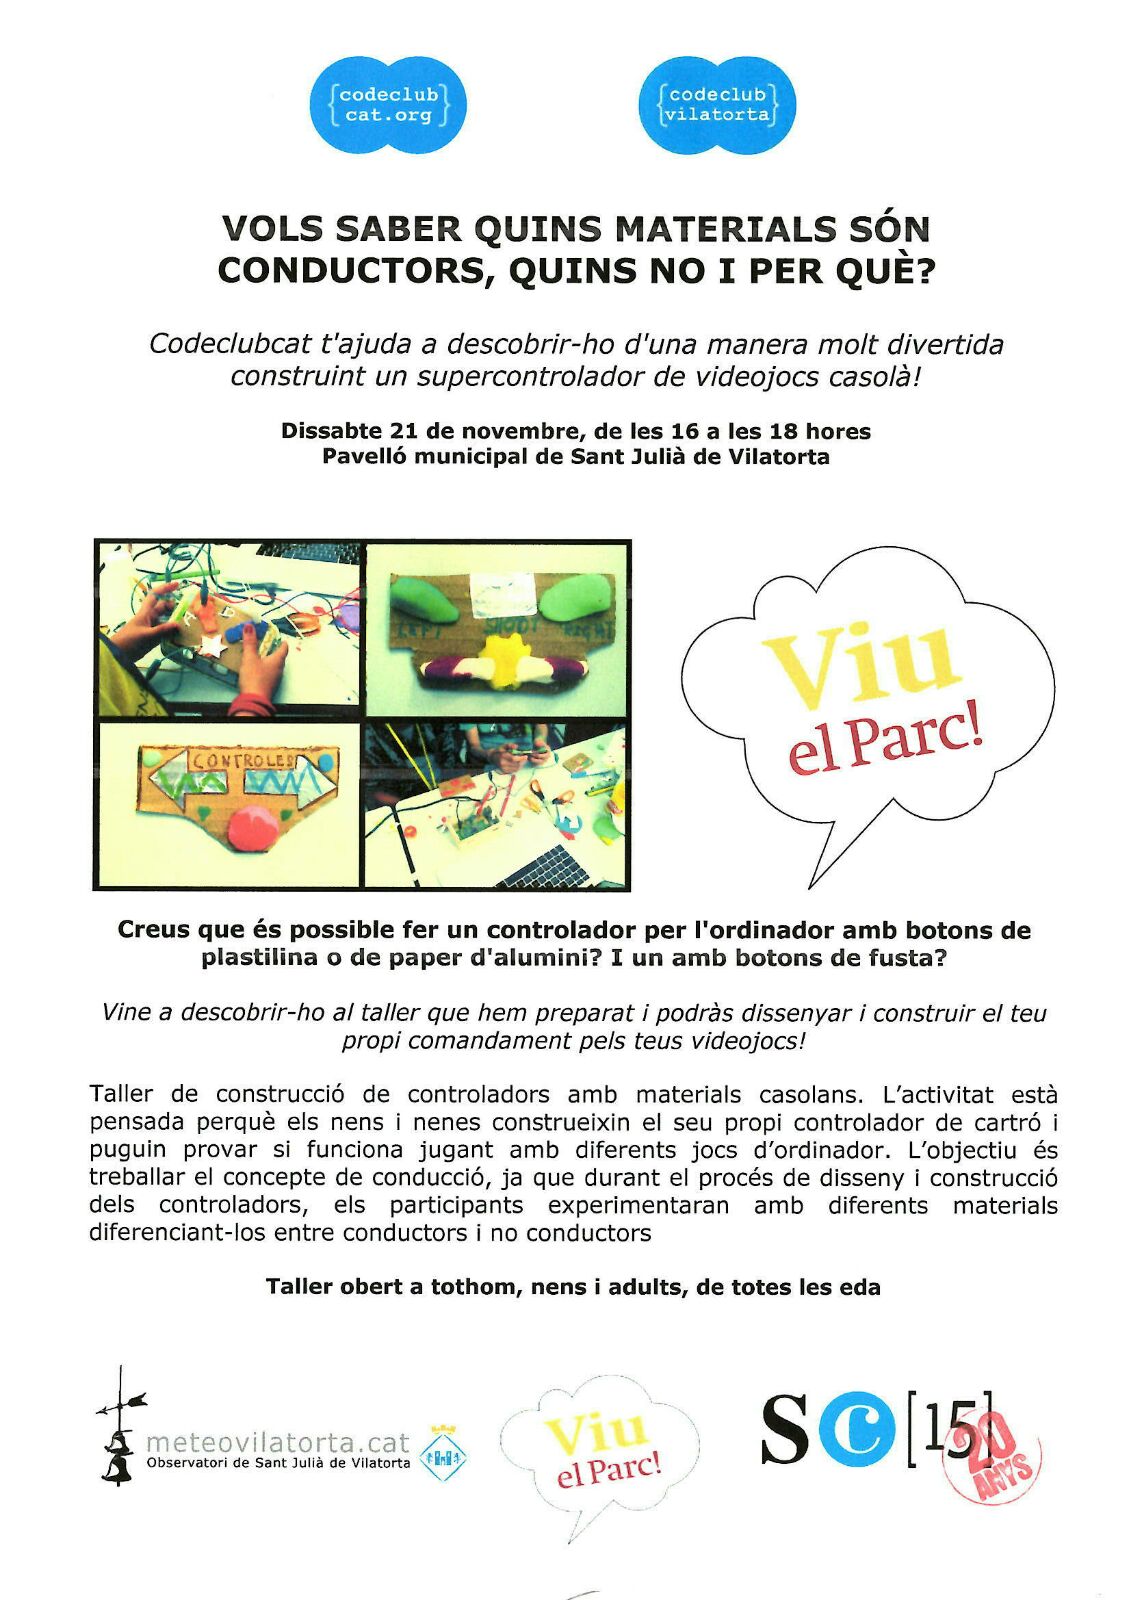 {codeclub}
{cat.org}
{codeclub}
{vilatorta}
VOLS SABER QUINS MATERIALS SÓN
CONDUCTORS, QUINS NO I PER QUÈ?
Codeclubcat t'ajuda a descobrir-ho d'una manera molt divertida
construint un supercontrolador de videojocs casolà!
Dissabte 21 de novembre, de les 16 a les 18 hores
Pavelló municipal de Sant Julià de Vilatorta
LEFT SHOOT RIGHT
CONTROLES
Viu
el Parc!
Creus que és possible fer un controlador per l'ordinador amb botons de
plastilina o de paper d'alumini? I un amb botons de fusta?
Vine a descobrir-ho al taller que hem preparat i podràs dissenyar i construir el teu
propi comandament pels teus videojocs!
Taller de construcció de controladors amb materials casolans. L'activitat està
pensada perquè els nens i nenes construeixin el seu propi controlador de cartró i
puguin provar si funciona jugant amb diferents jocs d'ordinador. L'objectiu és
treballar el concepte de conducció, ja que durant el procés de disseny i construcció
dels controladors, els participants experimentaran amb diferents materials
diferenciant-los entre conductors i no conductors
Taller obert a tothom, nens i adults, de totes les eda
meteovilatorta.cat
Observatori de Sant Julià de Vilatorta
Viu
el Parc!
SC[15]
20
ANYS